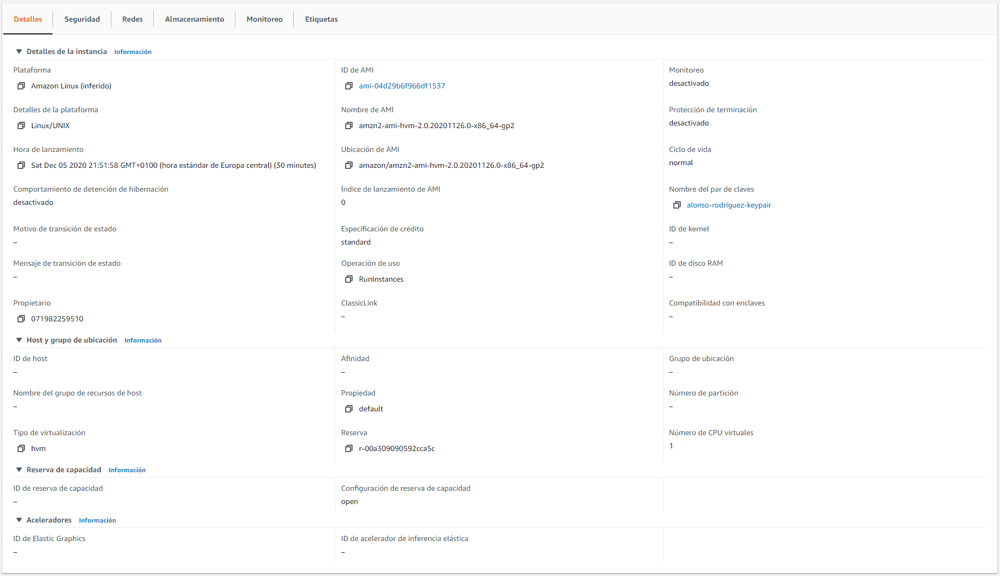 Detalles Seguridad Redes Almacenamiento Monitoreo Etiquetas
Detalles de la instancia Información
Plataforma ID de AMI Monitoreo
Amazon Linux (inferido) ami-04d29b6f966df1537 desactivado
Detalles de la plataforma Nombre de AMI Protección de terminación
Linux/UNIX amzn2-ami-hvm-2.0.20201126.0-x86_64-gp2 desactivado
Hora de lanzamiento Ubicación de AMI Ciclo de vida
Sat Dec 05 2020 21:51:58 GMT+0100 (hora estándar de Europa central) (30 minutes) amazon/amzn2-ami-hvm-2.0.20201126.0-x86_64-gp2 normal
Comportamiento de detención de hibernación Índice de lanzamiento de AMI Nombre del par de claves
desactivado 0 alonso-rodriguez-keypair
Motivo de transición de estado Especificación de crédito ID de kernel
– standard –
Mensaje de transición de estado Operación de uso ID de disco RAM
– RunInstances –
Propietario ClassicLink Compatibilidad con enclaves
071982259510 – –
Host y grupo de ubicación Información
ID de host Afinidad Grupo de ubicación
– – –
Nombre del grupo de recursos de host Propiedad Número de partición
– default –
Tipo de virtualización Reserva Número de CPU virtuales
hvm r-00a309090592cca5c 1
Reserva de capacidad Información
ID de reserva de capacidad Configuración de reserva de capacidad
– open
Aceleradores Información
ID de Elastic Graphics ID de acelerador de inferencia elástica
– –